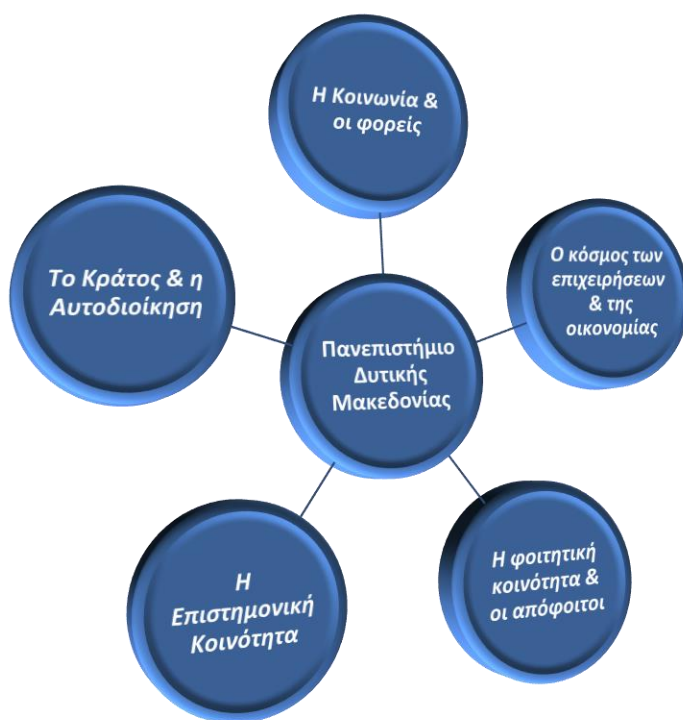 Η Κοινωνία &
οι φορείς
Το Κράτος & η
Αυτοδιοίκηση
Ο κόσμος των
επιχειρήσεων
& της
οικονομίας
Πανεπιστήμιο
Δυτικής
Μακεδονίας
Η
Επιστημονική
Κοινότητα
Η φοιτητική
κοινότητα &
οι απόφοιτοι